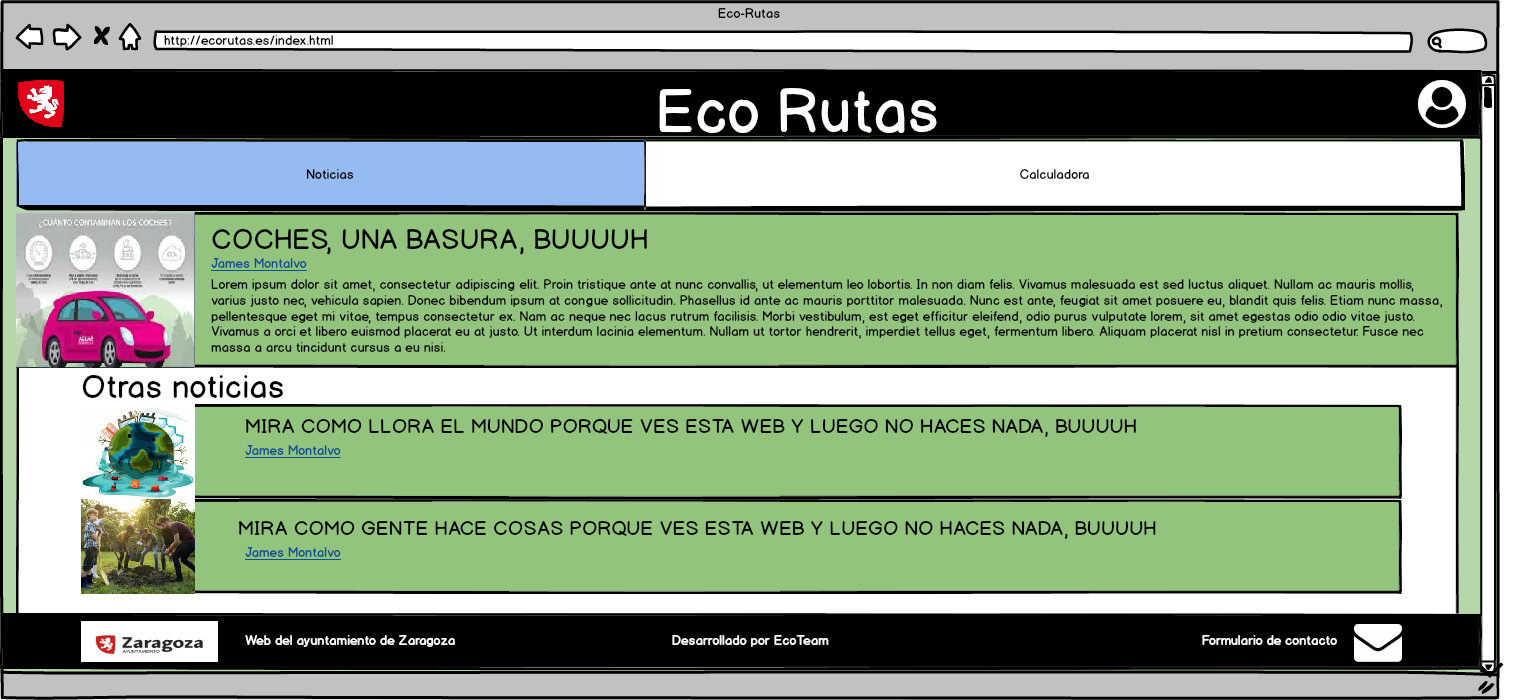 Eco-Rutas
http://ecorutas.es/index.html
Eco Rutas
Noticias
Calculadora
¿CUÁNTO CONTAMINAN LOS COCHES?
COCHES, UNA BASURA, BUUUUH
James Montalvo
Lorem ipsum dolor sit amet, consectetur adipiscing elit. Proin tristique ante at nunc convallis, ut elementum leo lobortis. In non diam felis. Vivamus malesuada est sed luctus aliquet. Nullam ac mauris mollis,
varius justo nec, vehicula sapien. Donec bibendum ipsum at congue sollicitudin. Phasellus id ante ac mauris porttitor malesuada. Nunc est ante, feugiat sit amet posuere eu, blandit quis felis. Etiam nunc massa,
pellentesque eget mi vitae, tempus consectetur ex. Nam ac neque nec lacus rutrum facilisis. Morbi vestibulum, est eget efficitur eleifend, odio purus vulputate lorem, sit amet egestas odio odio vitae justo.
Vivamus a orci et libero euismod placerat eu at justo. Ut interdum lacinia elementum. Nullam ut tortor hendrerit, imperdiet tellus eget, fermentum libero. Aliquam placerat nisl in pretium consectetur. Fusce nec
massa a arcu tincidunt cursus a eu nisi.
Otras noticias
MIRA COMO LLORA EL MUNDO PORQUE VES ESTA WEB Y LUEGO NO HACES NADA, BUUUUH
James Montalvo
MIRA COMO GENTE HACE COSAS PORQUE VES ESTA WEB Y LUEGO NO HACES NADA, BUUUUH
James Montalvo
Zaragoza
AYUNTAMIENTO
Web del ayuntamiento de Zaragoza
Desarrollado por EcoTeam
Formulario de contacto